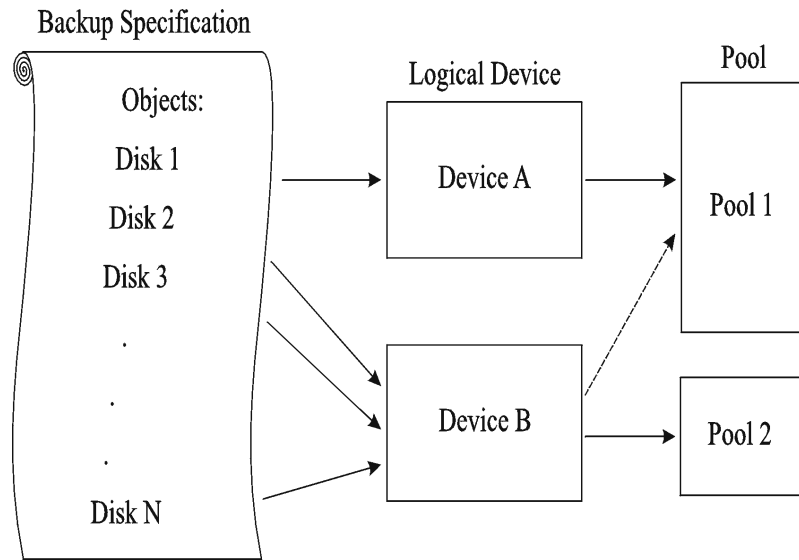 Backup Specification
Objects:
Disk 1
Disk 2
Disk 3
.
.
.
Disk N
Logical Device
Device A
Device B
Pool
Pool 1
Pool 2